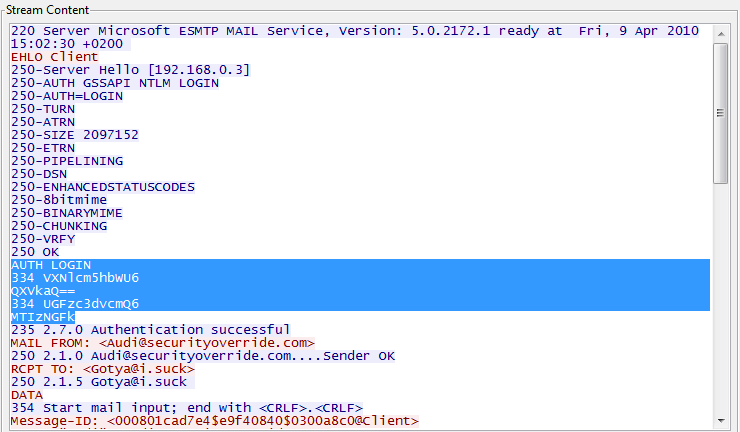 Stream Content
220 Server Microsoft ESMTP MAIL Service, Version: 5.0.2172.1 ready at  Fri, 9 Apr 2010
15:02:30 +0200
EHLO Client
250-Server Hello [192.168.0.3]
250-AUTH GSSAPI NTLM LOGIN
250-AUTH=LOGIN
250-TURN
250-ATRN
250-SIZE 2097152
250-ETRN
250-PIPELINING
250-DSN
250-ENHANCEDSTATUSCODES
250-8bitmime
250-BINARYMIME
250-CHUNKING
250-VRFY
250 OK
AUTH LOGIN
334 VXNlcm5hbWU6
QXVkaQ==
334 UGFzc3dvcmQ6
MTIzNGFk
235 2.7.0 Authentication successful
MAIL FROM: <Audi@securityoverride.com>
250 2.1.0 Audi@securityoverride.com....Sender OK
RCPT TO: <Gotya@i.suck>
250 2.1.5 Gotya@i.suck
DATA
354 Start mail input; end with <CRLF>.<CRLF>
Message-ID: <000801cad7e4$e9f40840$0300a8c0@Client>